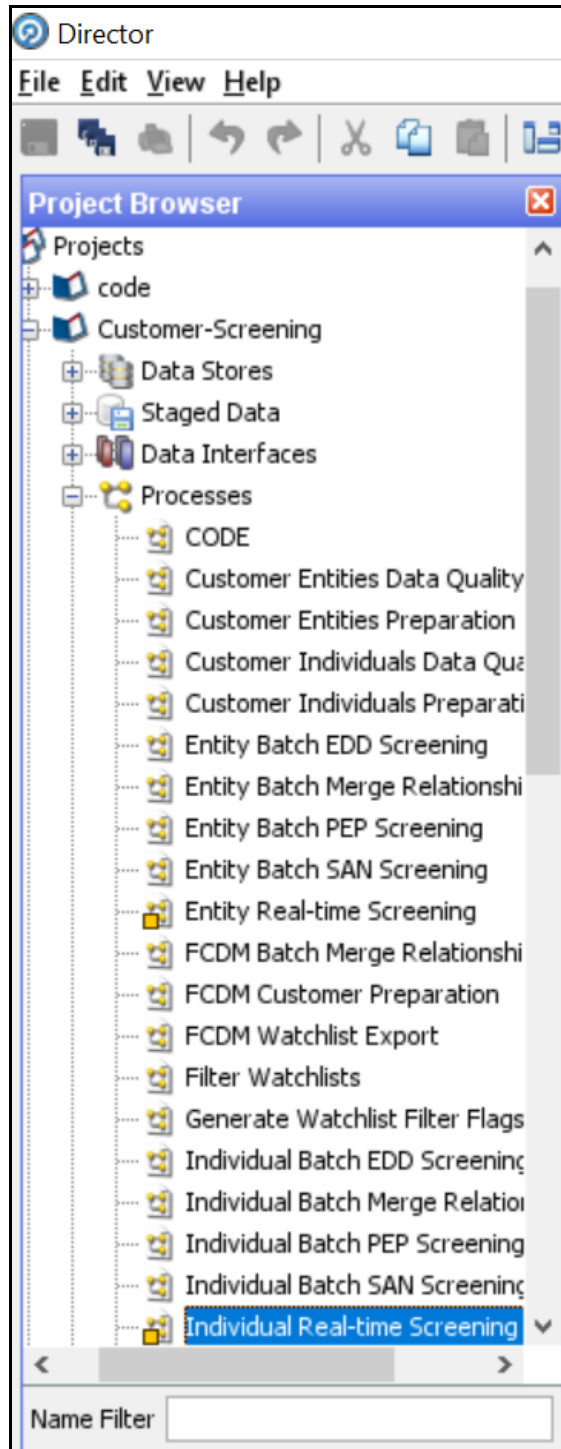 Director
File Edit View Help
Project Browser
Projects
code
Customer-Screening
Data Stores
Staged Data
Data Interfaces
Processes
CODE
Customer Entities Data Quality
Customer Entities Preparation
Customer Individuals Data Qua
Customer Individuals Preparati
Entity Batch EDD Screening
Entity Batch Merge Relationshi
Entity Batch PEP Screening
Entity Batch SAN Screening
Entity Real-time Screening
FCDM Batch Merge Relationshi
FCDM Customer Preparation
FCDM Watchlist Export
Filter Watchlists
Generate Watchlist Filter Flags
Individual Batch EDD Screening
Individual Batch Merge Relation
Individual Batch PEP Screening
Individual Batch SAN Screening
Individual Real-time Screening
Name Filter